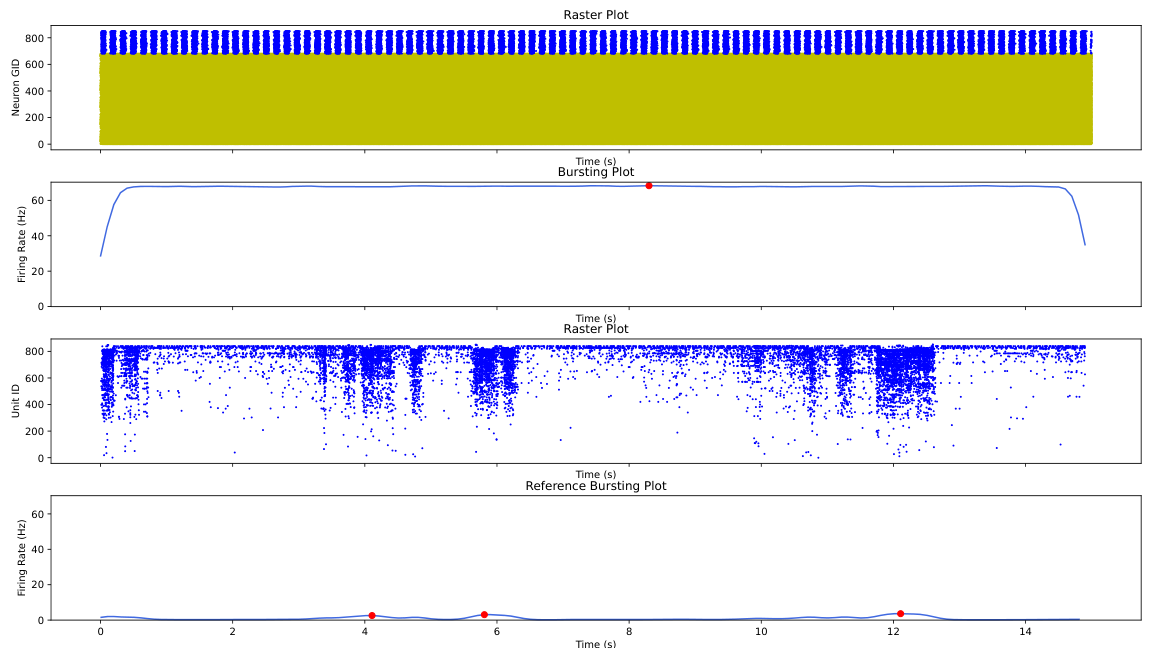 Raster Plot
Neuron GID
800
600
400
200
0
Time (s)
Bursting Plot
Firing Rate (Hz)
60
40
20
0
Time (s)
Raster Plot
Unit ID
800
600
400
200
0
Time (s)
Reference Bursting Plot
Firing Rate (Hz)
60
40
20
0
0 2 4 6 8 10 12 14
Time (s)